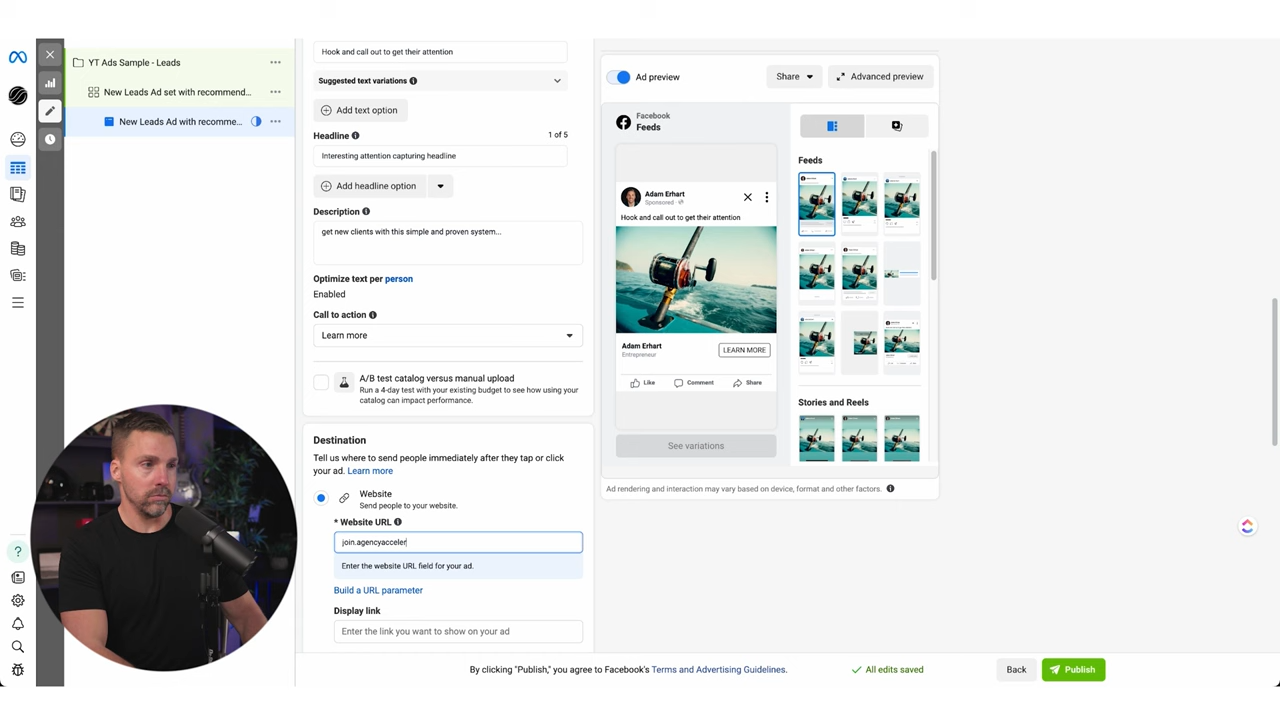 YT Ads Sample - Leads
New Leads Ad set with recommend...
New Leads Ad with recomme...
Hook and call out to get their attention
Suggested text variations
Add text option
Headline
1 of 5
Interesting attention capturing headline
Add headline option
Description
get new clients with this simple and proven system...
Optimize text per person
Enabled
Call to action
Learn more
A/B test catalog versus manual upload
Run a 4-day test with your existing budget to see how using your
catalog can impact performance.
Destination
Tell us where to send people immediately after they tap or click
your ad. Learn more
Website
Send people to your website.
* Website URL
join.agencyacceler
Enter the website URL field for your ad.
Build a URL parameter
Display link
Enter the link you want to show on your ad
Ad preview
Share
Advanced preview
Facebook
Feeds
Adam Erhart
Sponsored
Hook and call out to get their attention
Adam Erhart
Entrepreneur
LEARN MORE
Like
Comment
Share
See variations
Feeds
Stories and Reels
Ad rendering and interaction may vary based on device, format and other factors.
By clicking "Publish," you agree to Facebook's Terms and Advertising Guidelines.
All edits saved
Back
Publish